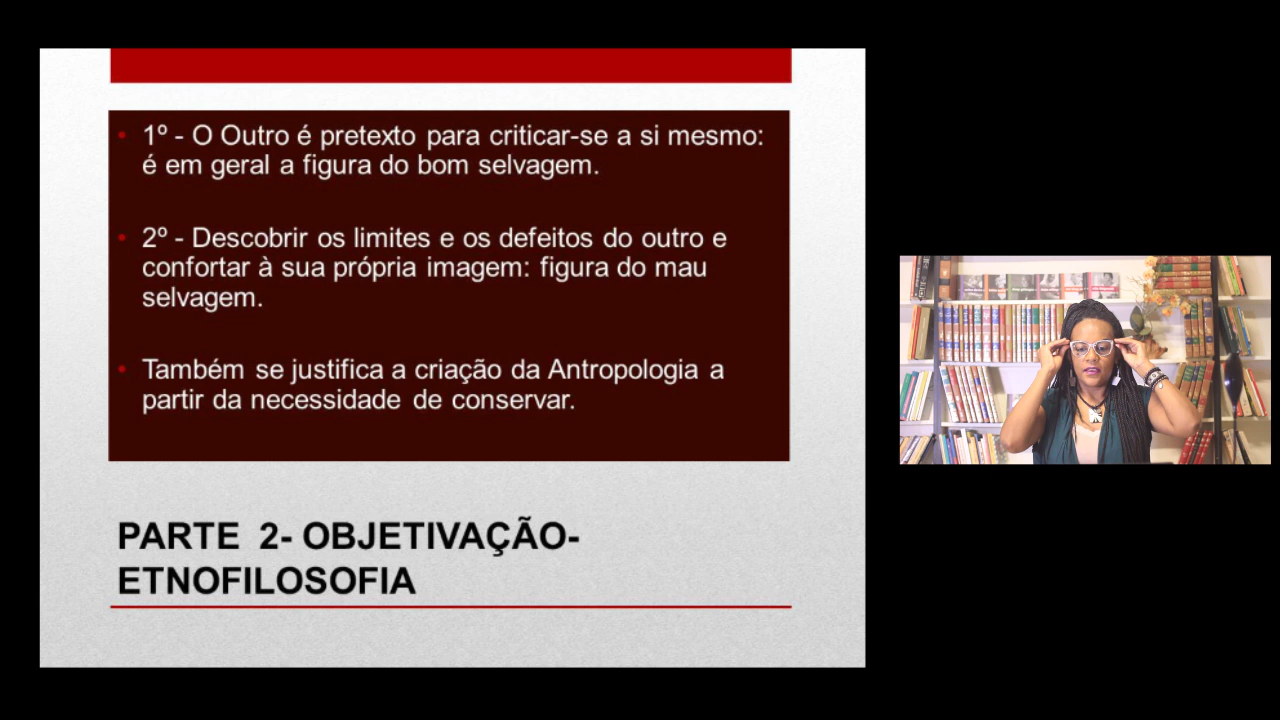 1º - O Outro é pretexto para criticar-se a si mesmo:
é em geral a figura do bom selvagem.
2º - Descobrir os limites e os defeitos do outro e
confortar à sua própria imagem: figura do mau
selvagem.
Também se justifica a criação da Antropologia a
partir da necessidade de conservar.
PARTE 2- OBJETIVAÇÃO-
ETNOFILOSOFIA